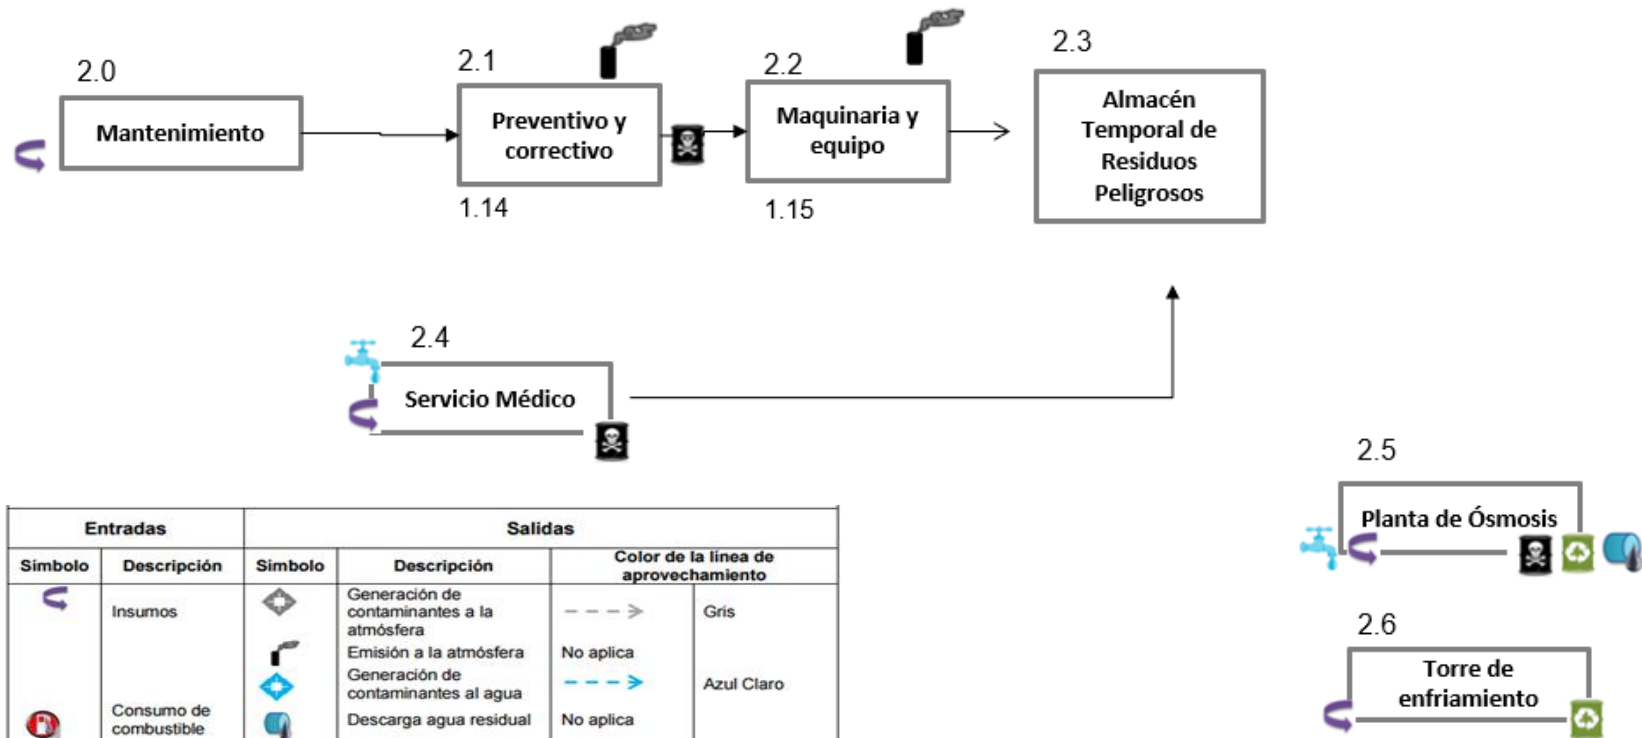 2.0
Mantenimiento
2.1
Preventivo y
correctivo
1.14
2.2
Maquinaria y
equipo
1.15
2.3
Almacén
Temporal de
Residuos
Peligrosos
2.4
Servicio Médico
2.5
Planta de Ósmosis
2.6
Torre de
enfriamiento
Entradas Salidas
Símbolo Descripción Símbolo Descripción Color de la línea de
aprovechamiento
Insumos
Generación de
contaminantes a la
atmósfera
Gris
Emisión a la atmósfera No aplica
Generación de
contaminantes al agua
Azul Claro
Consumo de
combustible
Descarga agua residual No aplica